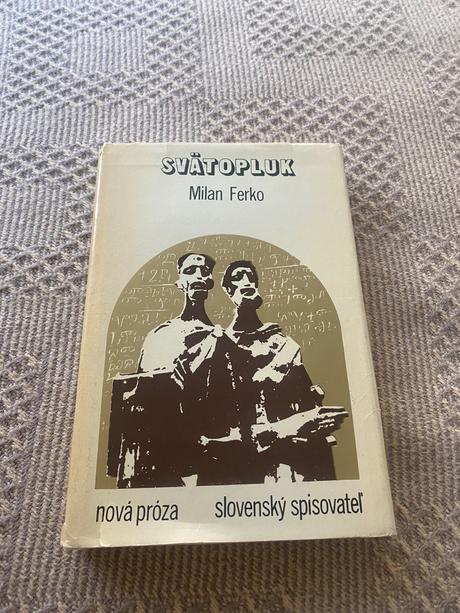 SVÄTOPLUK
Milan Ferko
nová próza slovenský spisovateľ